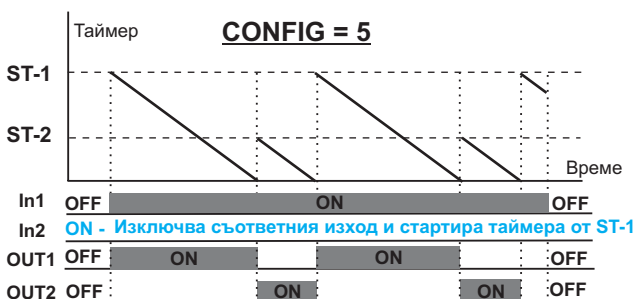 Таймер
CONFIG = 5
ST-1
ST-2
Време
In1 OFF ON OFF
In2 ON - Изключва съответния изход и стартира таймера от ST-1
OUT1 OFF ON ON OFF
OUT2 OFF ON ON OFF